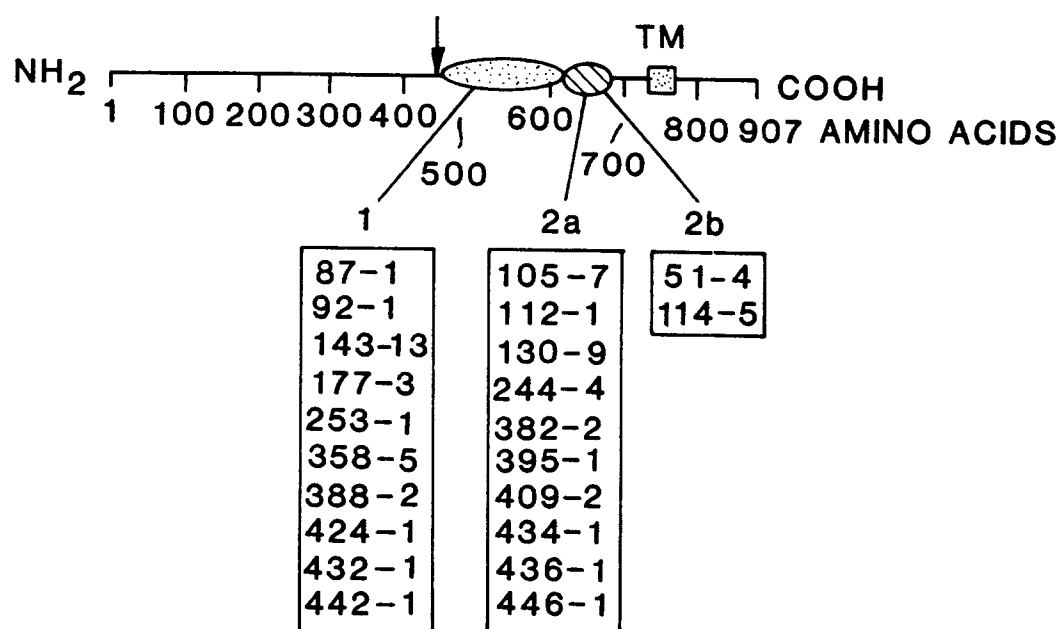 TM
NH2 COOH
1 100 200 300 400 600 800 907 AMINO ACIDS
500 700
1 2a 2b
87-1 105-7 51-4
92-1 112-1 114-5
143-13 130-9
177-3 244-4
253-1 382-2
358-5 395-1
388-2 409-2
424-1 434-1
432-1 436-1
442-1 446-1